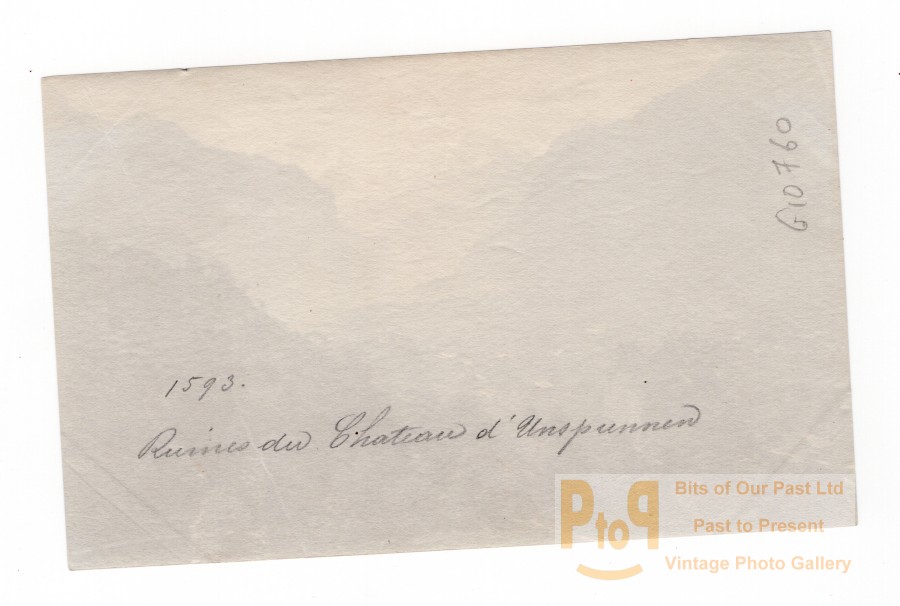 G10760
1593.
Ruines du Chateau d'Unspunnen
PtoP
Bits of Our Past Ltd
Past to Present
Vintage Photo Gallery